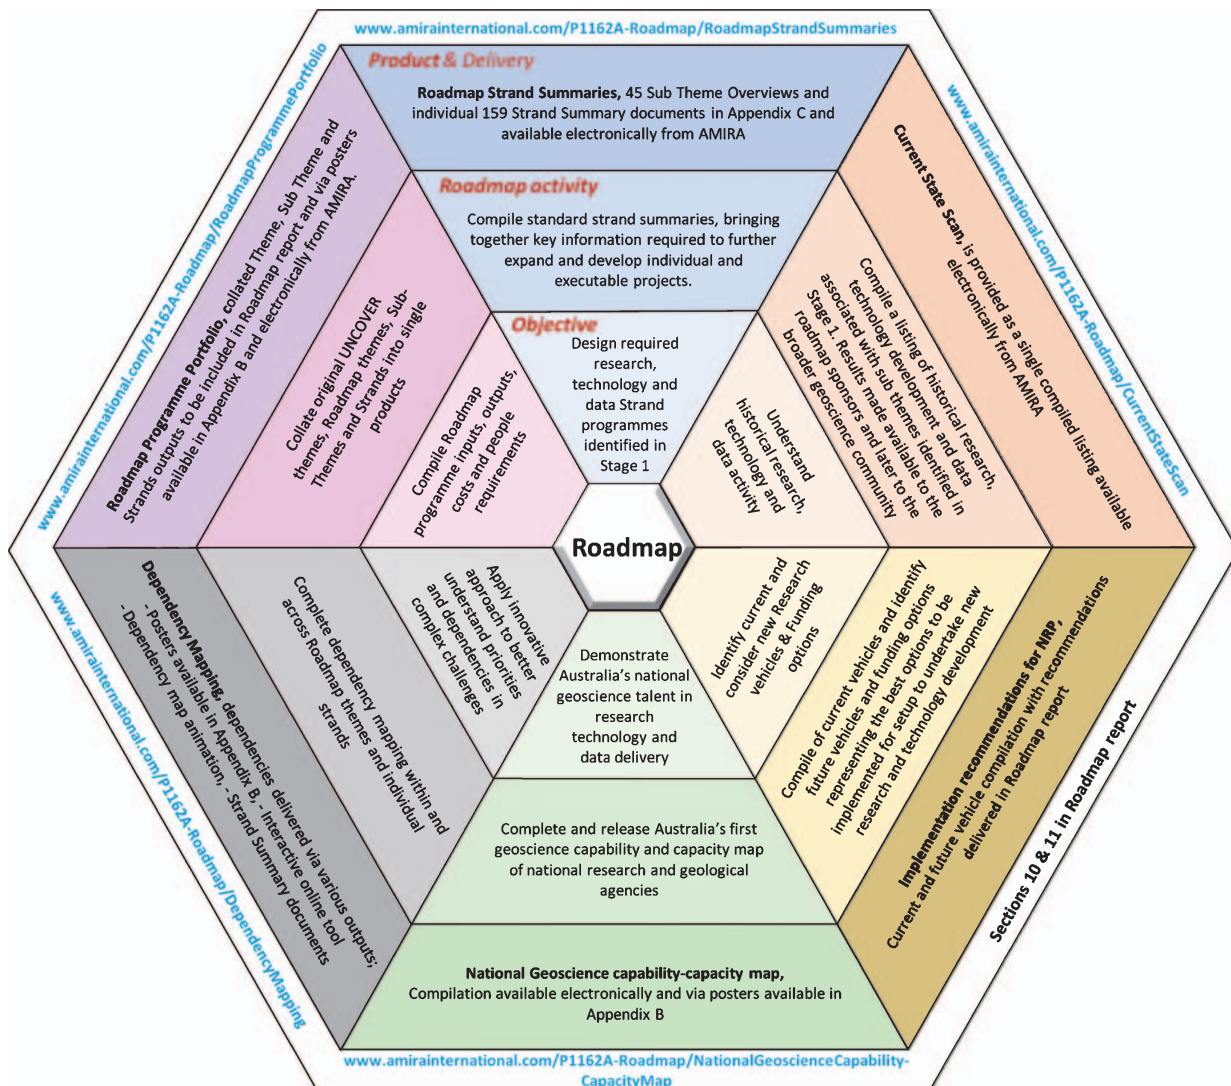 www.amirainternational.com/P1162A-Roadmap/RoadmapStrandSummaries
Product & Delivery
Roadmap Strand Summaries, 45 Sub Theme Overviews and
individual 159 Strand Summary documents in Appendix C and
available electronically from AMIRA
Roadmap activity
Compile standard strand summaries, bringing
together key information required to further
expand and develop individual and
executable projects.
Objective
Design required
research,
technology and
data Strand
programmes
identified in
Stage 1
www.amirainternational.com/P1162A-Roadmap/CurrentStateScan
Current State Scan, is provided as a single compiled listing available
electronically from AMIRA
Compile a listing of historical research,
technology development and data
associated with sub themes identified in
Stage 1. Results made available to the
roadmap sponsors and later to the
broader geoscience community
Understand
historical research,
technology and
data activity
Roadmap
Identify current and
consider new Research
vehicles & Funding
options
Compile of current vehicles and identify
future vehicles and funding options
representing the best options to be
implemented for setup to undertake new
research and technology development
Implementation recommendations for NRP,
Current and future vehicle compilation with recommendations
delivered in Roadmap report
Sections 10 & 11 in Roadmap report
Demonstrate
Australia's national
geoscience talent in
research
technology and
data delivery
Complete and release Australia's first
geoscience capability and capacity map
of national research and geological
agencies
National Geoscience capability-capacity map,
Compilation available electronically and via posters available in
Appendix B
www.amirainternational.com/P1162A-Roadmap/NationalGeoscienceCapability-
CapacityMap
Apply innovative
approach to better
understand priorities
and dependencies in
complex challenges
Complete dependency mapping within and
across Roadmap themes and individual
strands
Dependency Mapping, dependencies delivered via various outputs;
- Posters available in Appendix B, - Interactive online tool
- Dependency map animation, - Strand Summary documents
www.amirainternational.com/P1162A-Roadmap/DependencyMapping
Compile Roadmap
programme inputs, outputs,
costs and people
requirements
Collate original UNCOVER
themes, Roadmap themes, Sub-
Themes and Strands into single
products
Roadmap Programme Portfolio, collated Theme, Sub Theme and
Strands outputs to be included in Roadmap report and via posters
available in Appendix B and electronically from AMIRA.
www.amirainternational.com/P1162A-Roadmap/RoadmapProgrammePortfolio